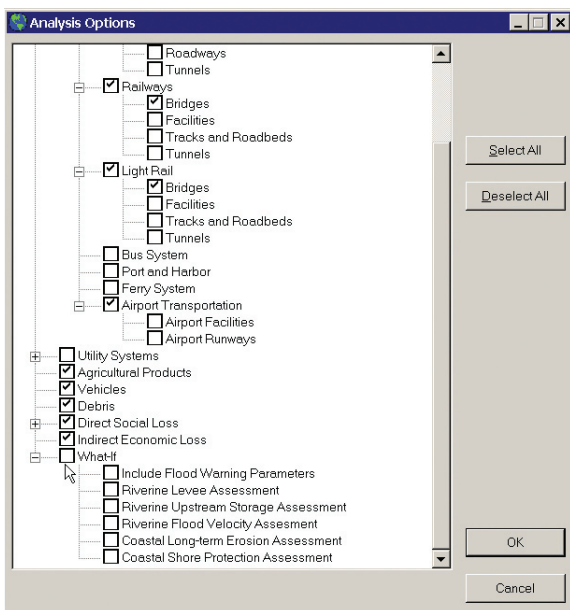 Analysis Options
Roadways
Tunnels
Railways
Bridges
Facilities
Tracks and Roadbeds
Tunnels
Light Rail
Bridges
Facilities
Tracks and Roadbeds
Tunnels
Bus System
Port and Harbor
Ferry System
Airport Transportation
Airport Facilities
Airport Runways
Utility Systems
Agricultural Products
Vehicles
Debris
Direct Social Loss
Indirect Economic Loss
What-If
Include Flood Warning Parameters
Riverine Levee Assessment
Riverine Upstream Storage Assessment
Riverine Flood Velocity Assesment
Coastal Long-term Erosion Assessment
Coastal Shore Protection Assessment
Select All
Deselect All
OK
Cancel